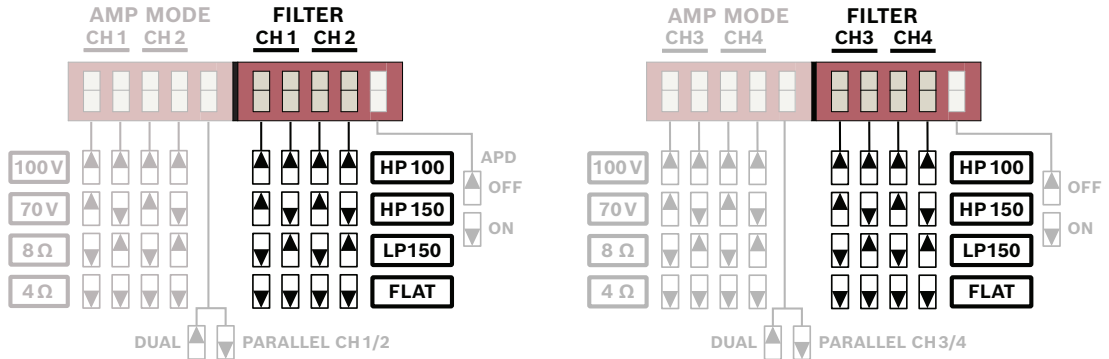 AMP MODE FILTER
CH 1 CH 2 CH 1 CH 2
100 V HP 100 APD
OFF
70 V HP 150
ON
8 Ω LP150
4 Ω FLAT
DUAL PARALLEL CH 1/2
AMP MODE FILTER
CH3 CH4 CH3 CH4
100 V HP 100
OFF
70 V HP 150
ON
8 Ω LP150
4 Ω FLAT
DUAL PARALLEL CH 3/4